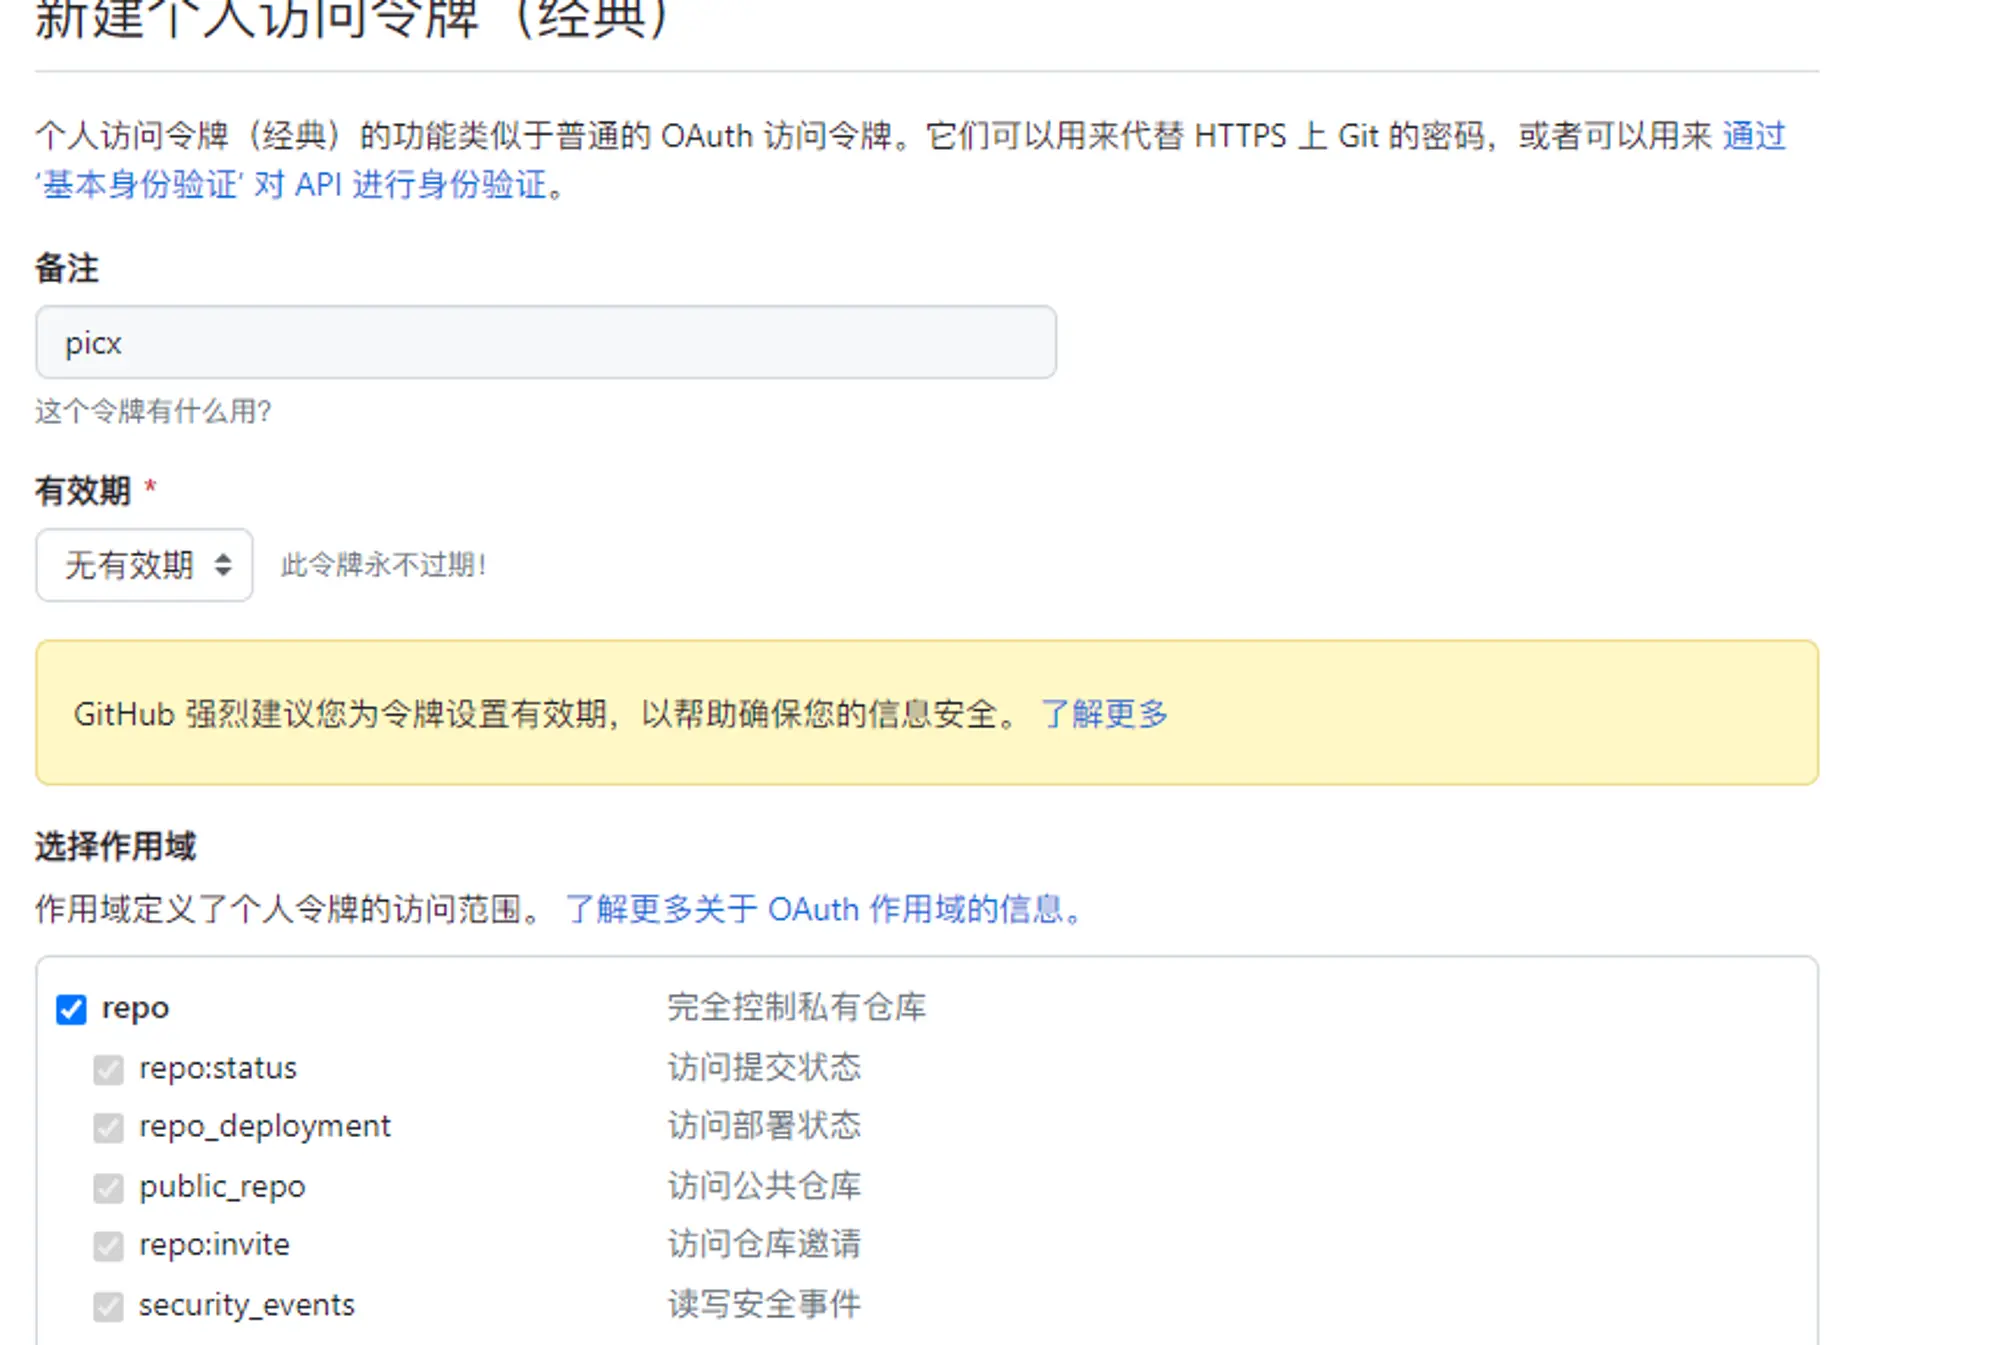 新建个人访问令牌（经典）
个人访问令牌（经典）的功能类似于普通的 OAuth 访问令牌。它们可以用来代替 HTTPS 上 Git 的密码，或者可以用来 通过
‘基本身份验证’ 对 API 进行身份验证。
备注
picx
这个令牌有什么用？
有效期 *
无有效期 此令牌永不过期！
GitHub 强烈建议您为令牌设置有效期，以帮助确保您的信息安全。 了解更多
选择作用域
作用域定义了个人令牌的访问范围。 了解更多关于 OAuth 作用域的信息。
repo 完全控制私有仓库
repo:status 访问提交状态
repo_deployment 访问部署状态
public_repo 访问公共仓库
repo:invite 访问仓库邀请
security_events 读写安全事件